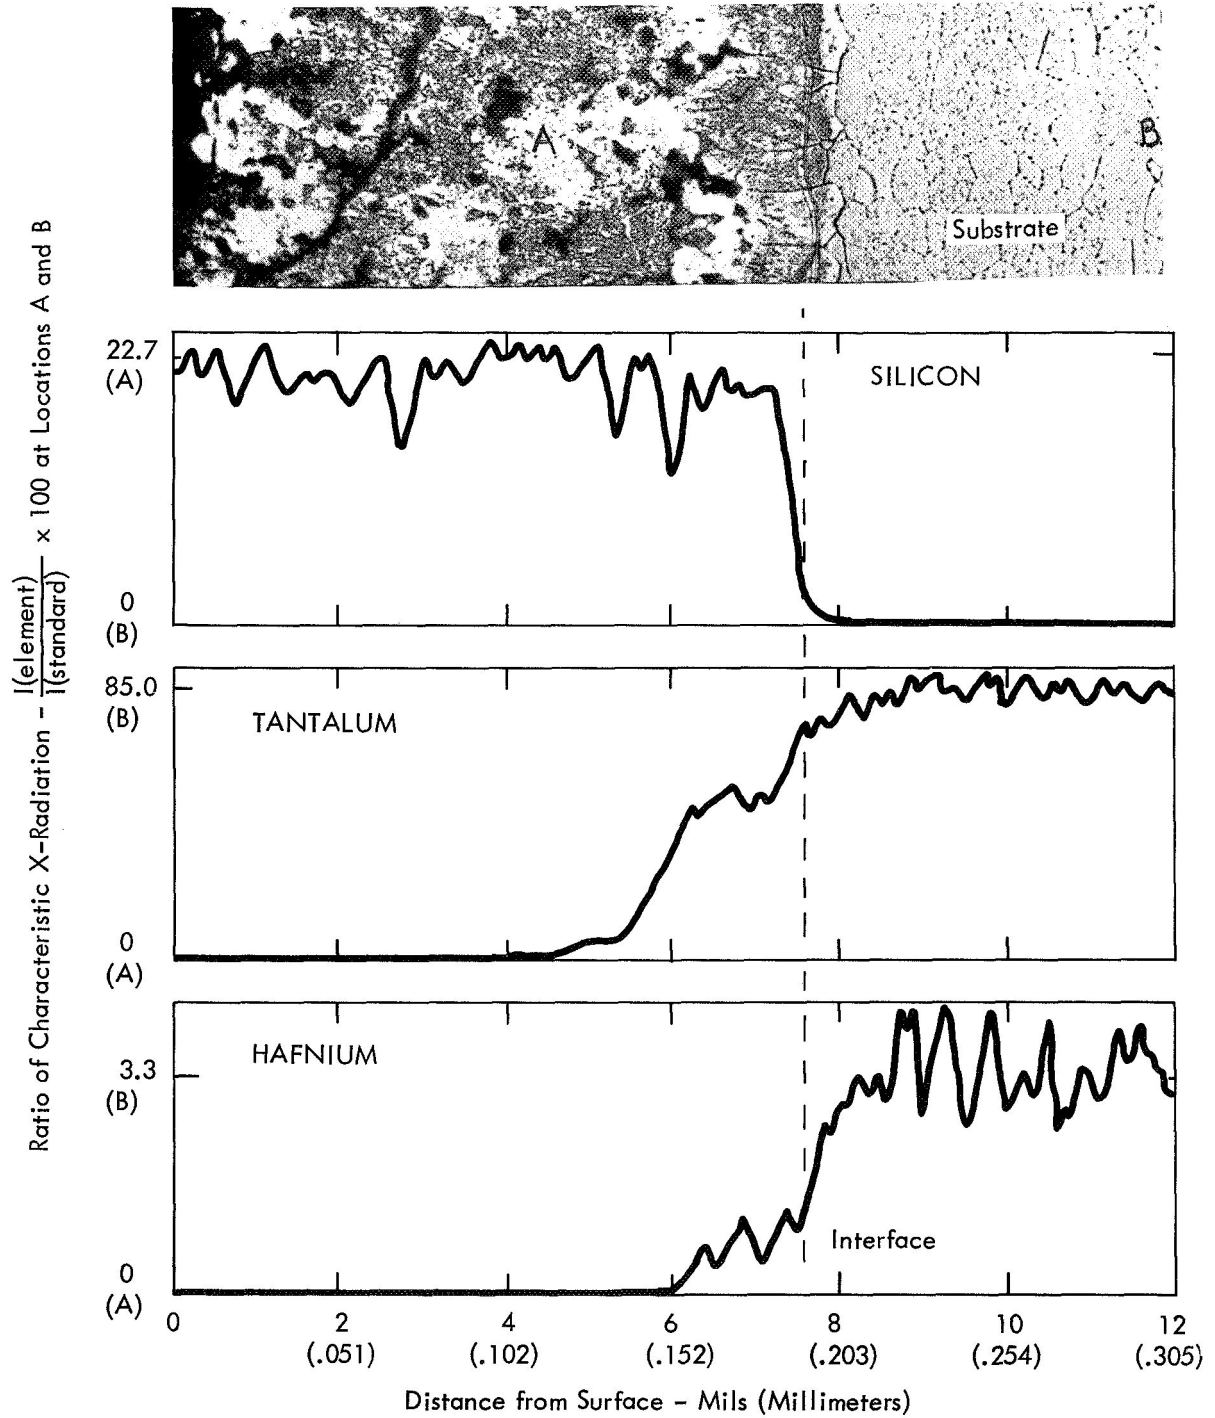 A
B
Substrate
Ratio of Characteristic X-Radiation - I(element) / I(standard) x 100 at Locations A and B
22.7
(A)
SILICON
0
(B)
85.0
(B)
TANTALUM
0
(A)
HAFNIUM
3.3
(B)
Interface
0
(A)
0 2 4 6 8 10 12
(.051) (.102) (.152) (.203) (.254) (.305)
Distance from Surface - Mils (Millimeters)